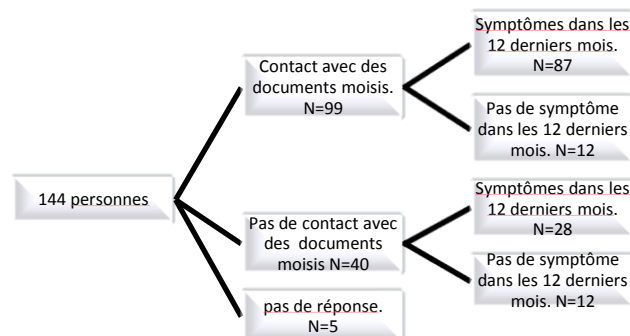 144 personnes
Contact avec des
documents moisis.
N=99
Symptômes dans les
12 derniers mois.
N=87
Pas de symptôme
dans les 12 derniers
mois. N=12
Pas de contact avec
des documents
moisis N=40
Symptômes dans les
12 derniers mois.
N=28
Pas de symptôme
dans les 12 derniers
mois. N=12
pas de réponse.
N=5